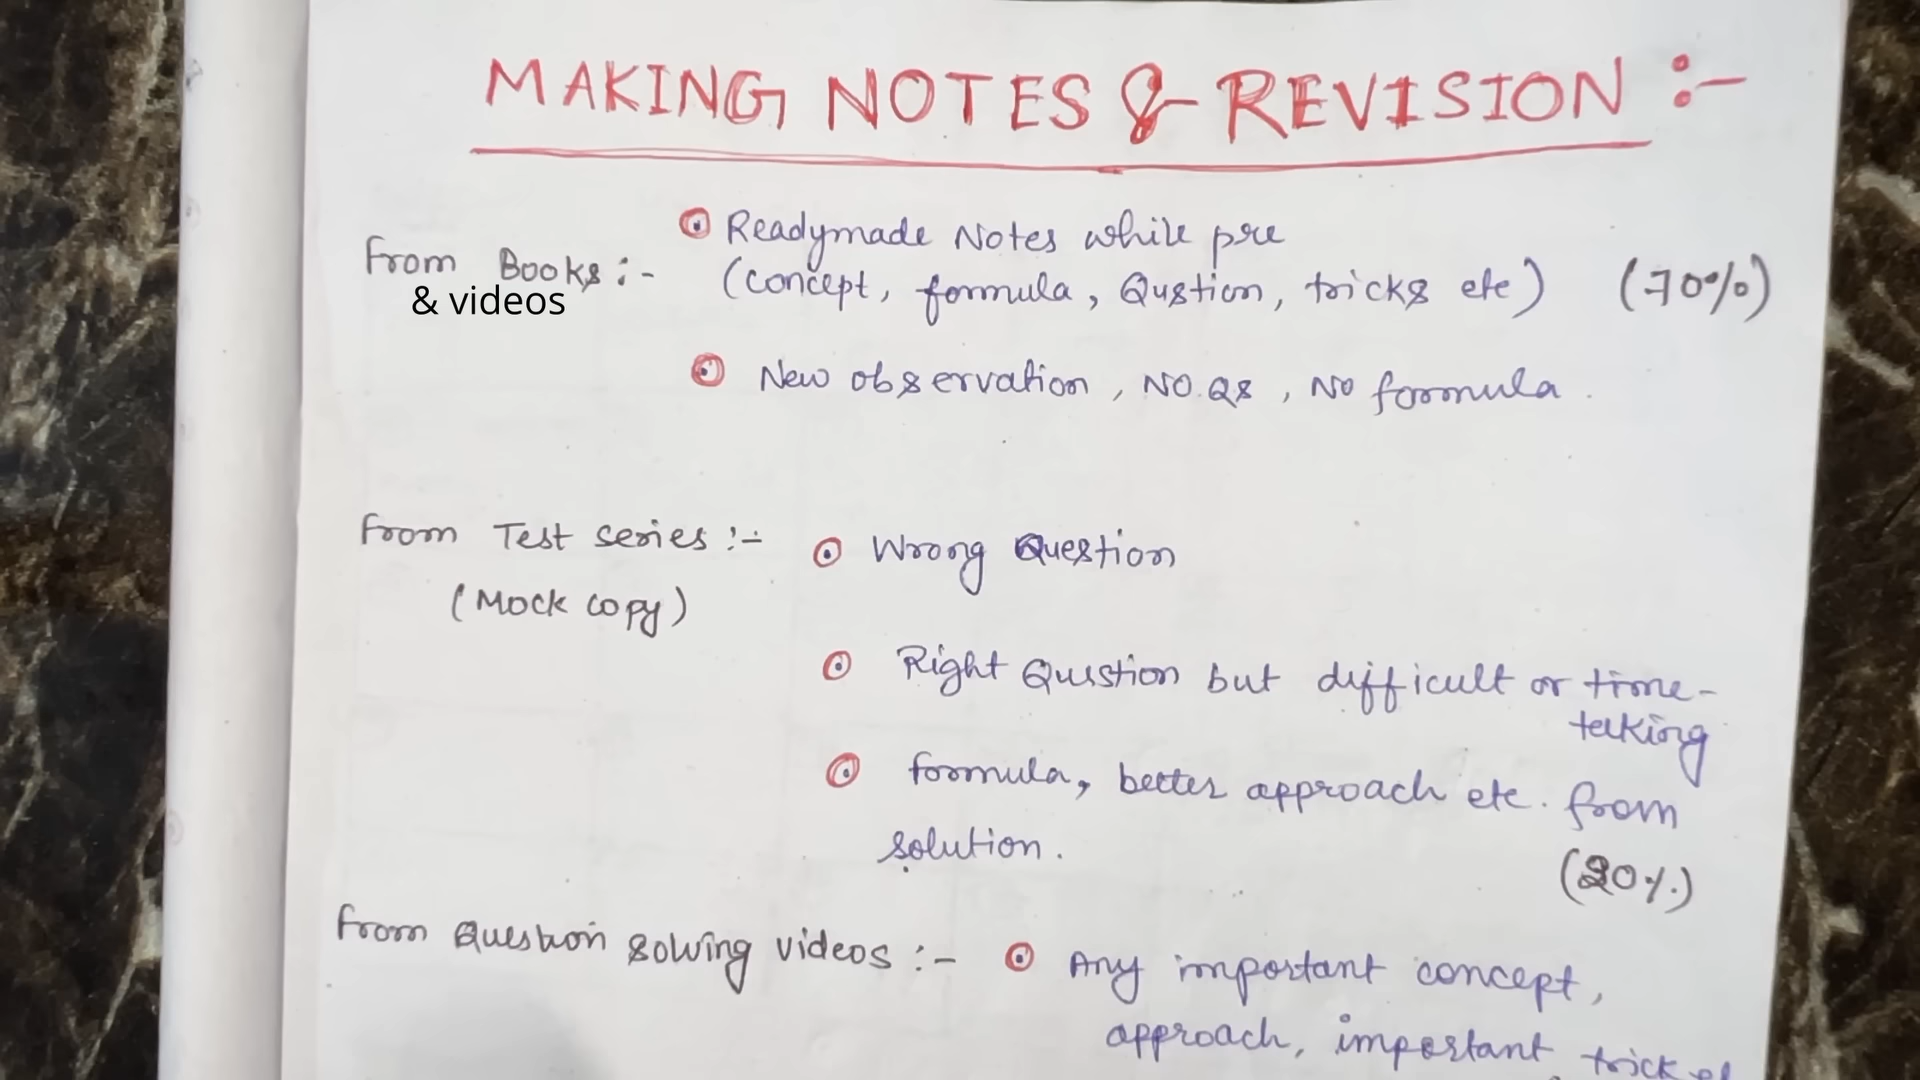 MAKING NOTES & REVISION :-
From Books :-
& videos
Readymade Notes while pre
(concept, formula, Qustion, tricks etc) (70%)
New observation, NO. Qs, No formula.
From Test series :-
(Mock copy)
Wrong Question
Right Question but difficult or time-
taking
formula, better approach etc. from
solution.
(20%)
From Question solving videos :-
Any important concept,
approach, important trick